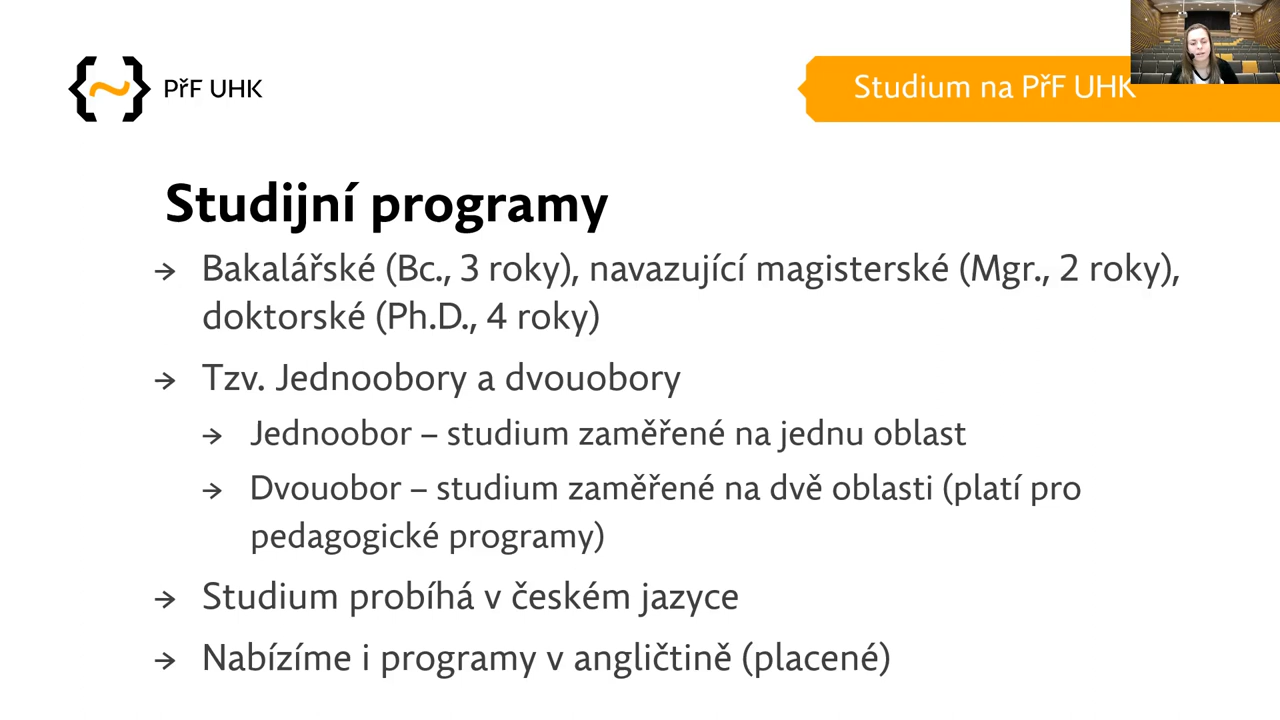 PřF UHK
Studium na PřF UHK
Studijní programy
→ Bakalářské (Bc., 3 roky), navazující magisterské (Mgr., 2 roky),
doktorské (Ph.D., 4 roky)
→ Tzv. Jednoobory a dvouobory
→ Jednoobor – studium zaměřené na jednu oblast
→ Dvouobor – studium zaměřené na dvě oblasti (platí pro
pedagogické programy)
→ Studium probíhá v českém jazyce
→ Nabízíme i programy v angličtině (placené)